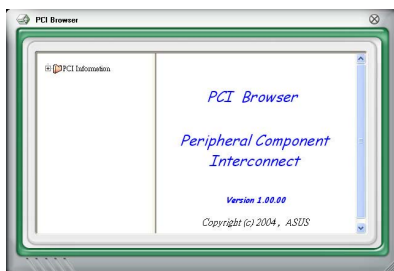 PCI Browser
PCI Information
PCI Browser
Peripheral Component
Interconnect
Version 1.00.00
Copyright (c) 2004, ASUS